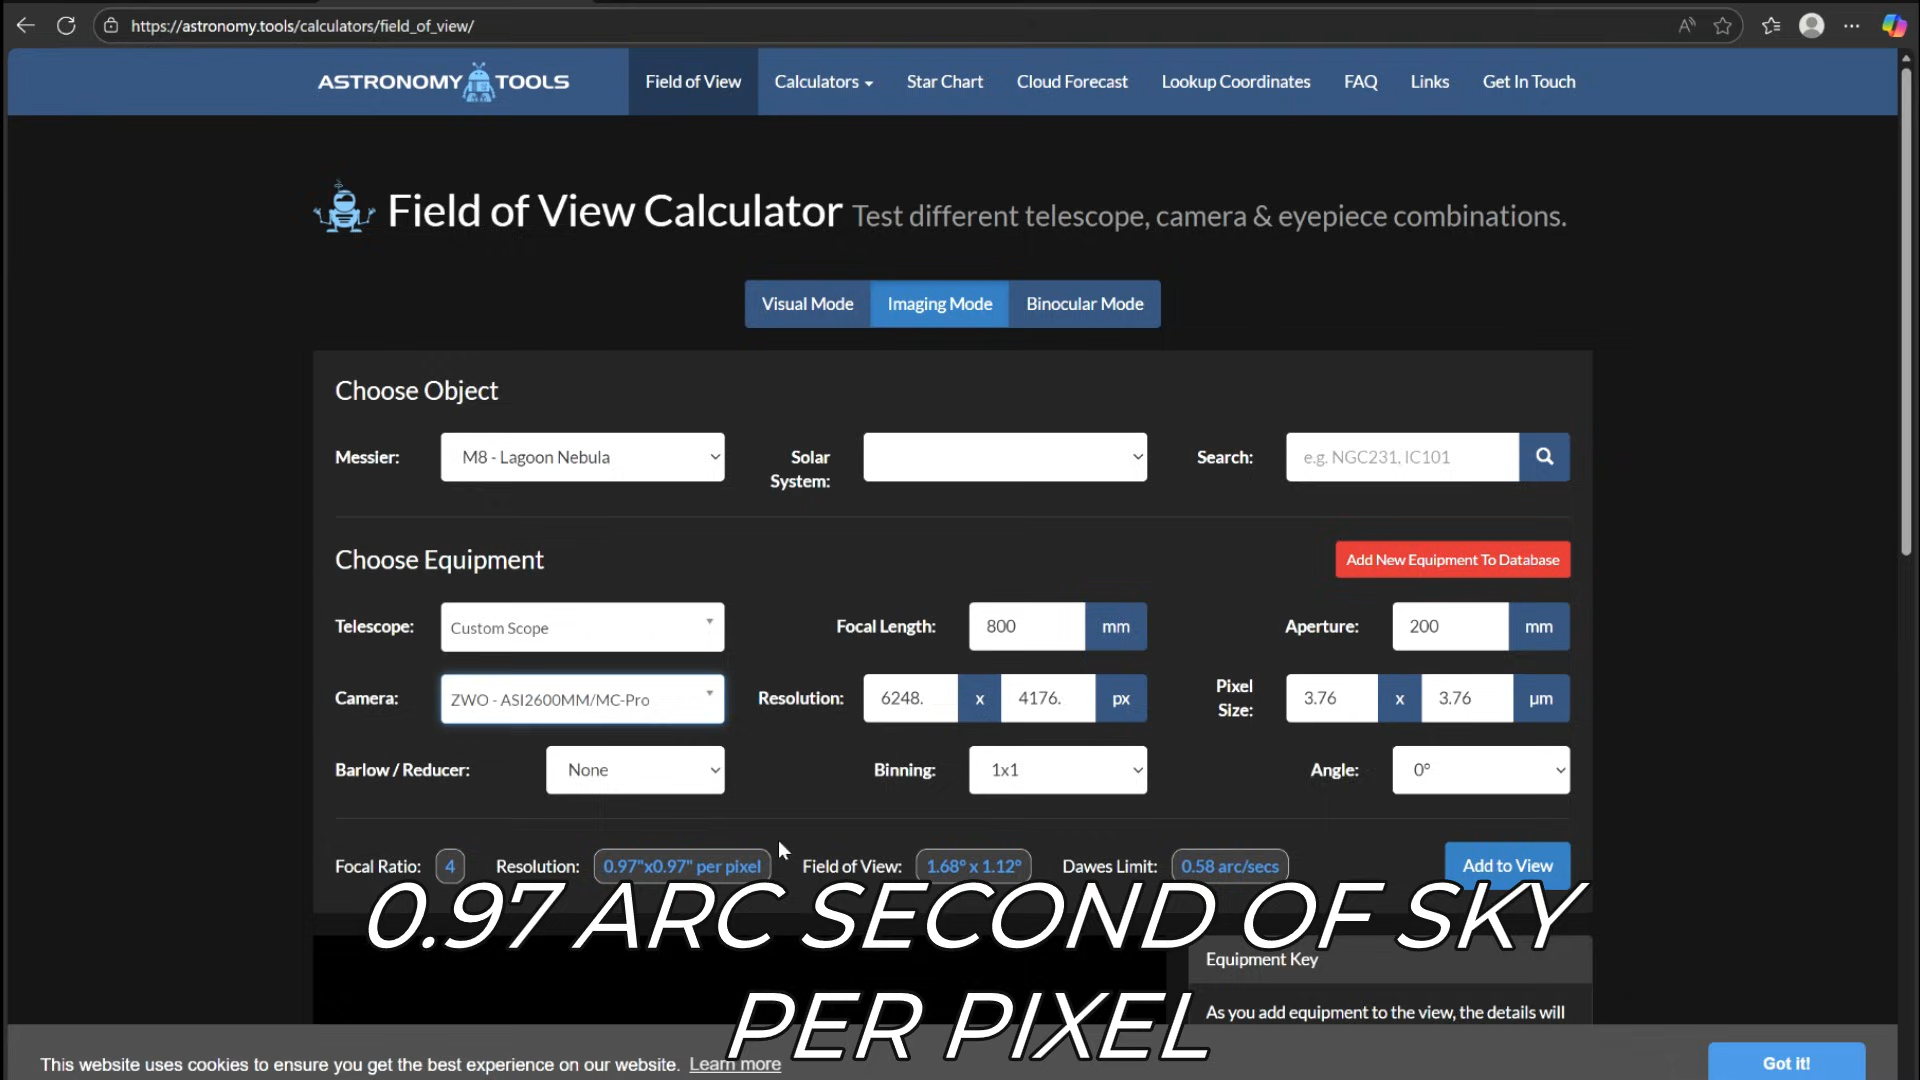 https://astronomy.tools/calculators/field_of_view/
ASTRONOMY TOOLS Field of View Calculators Star Chart Cloud Forecast Lookup Coordinates FAQ Links Get In Touch
Field of View Calculator Test different telescope, camera & eyepiece combinations.
Visual Mode Imaging Mode Binocular Mode
Choose Object
Messier: M8 - Lagoon Nebula Solar System: Search: e.g. NGC231, IC101
Choose Equipment Add New Equipment To Database
Telescope: Custom Scope Focal Length: 800 mm Aperture: 200 mm
Camera: ZWO - ASI2600MM/MC-Pro Resolution: 6248. x 4176. px Pixel Size: 3.76 x 3.76 µm
Barlow / Reducer: None Binning: 1x1 Angle: 0°
Focal Ratio: 4 Resolution: 0.97"x0.97" per pixel Field of View: 1.68° x 1.12° Dawes Limit: 0.58 arc/secs Add to View
0.97 ARC SECOND OF SKY
PER PIXEL
Equipment Key
As you add equipment to the view, the details will
This website uses cookies to ensure you get the best experience on our website. Learn more Got it!